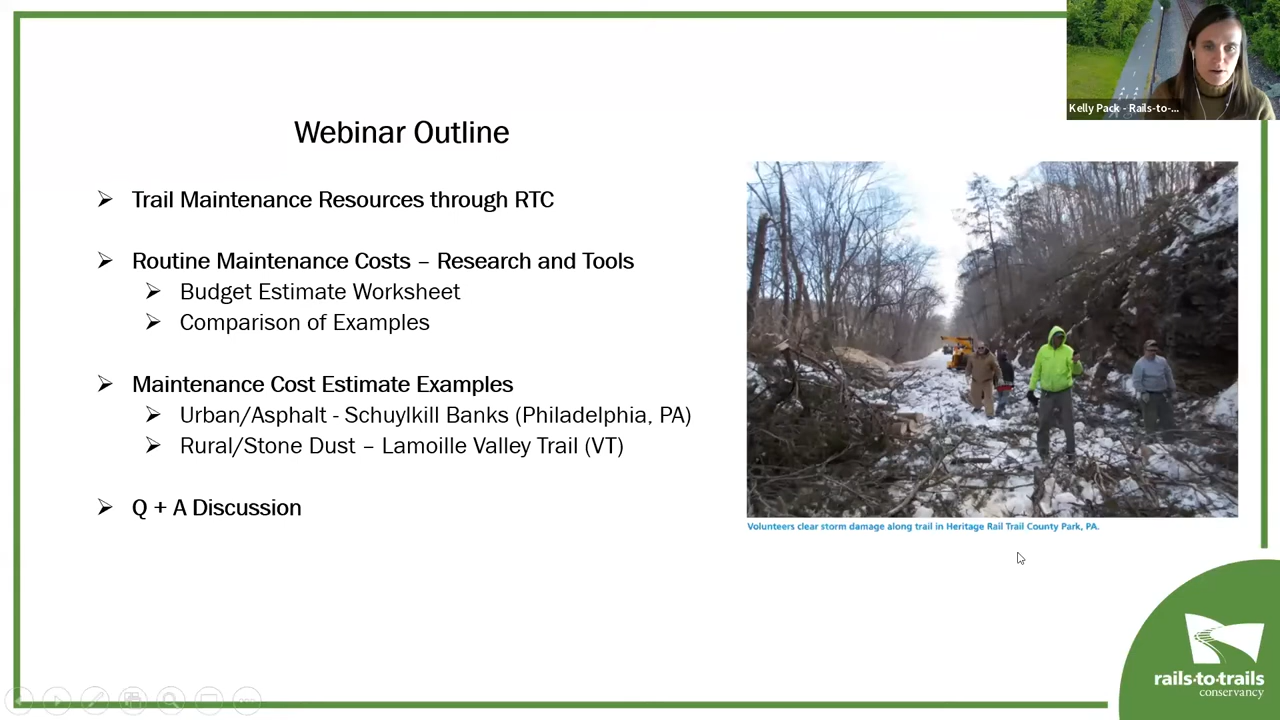 Kelly Pack - Rails-to-...
Webinar Outline
Trail Maintenance Resources through RTC
Routine Maintenance Costs – Research and Tools
Budget Estimate Worksheet
Comparison of Examples
Maintenance Cost Estimate Examples
Urban/Asphalt - Schuylkill Banks (Philadelphia, PA)
Rural/Stone Dust – Lamoille Valley Trail (VT)
Q + A Discussion
Volunteers clear storm damage along trail in Heritage Rail Trail County Park, PA.
rails-to-trails
conservancy